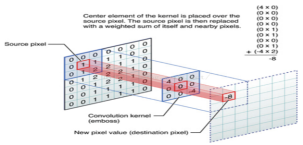 Center element of the kernel is placed over the
source pixel. The source pixel is then replaced
with a weighted sum of itself and nearby pixels.
Source pixel
(4 × 0)
(0 × 0)
(0 × 0)
(0 × 0)
(0 × 1)
(0 × 1)
(0 × 0)
(0 × 1)
+ (-4 × 2)
-8
Convolution kernel
(emboss)
-8
New pixel value (destination pixel)